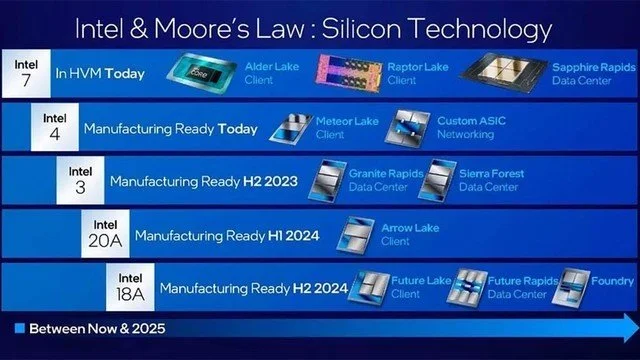 Intel & Moore's Law : Silicon Technology
Intel
7
In HVM Today
CORE
Alder Lake
Client
Raptor Lake
Client
Sapphire Rapids
Data Center
Intel
4
Manufacturing Ready Today
Meteor Lake
Client
Custom ASIC
Networking
Intel
3
Manufacturing Ready H2 2023
Granite Rapids
Data Center
Sierra Forest
Data Center
Intel
20A
Manufacturing Ready H1 2024
Arrow Lake
Client
Intel
18A
Manufacturing Ready H2 2024
Future Lake
Client
Future Rapids
Data Center
Foundry
Between Now & 2025